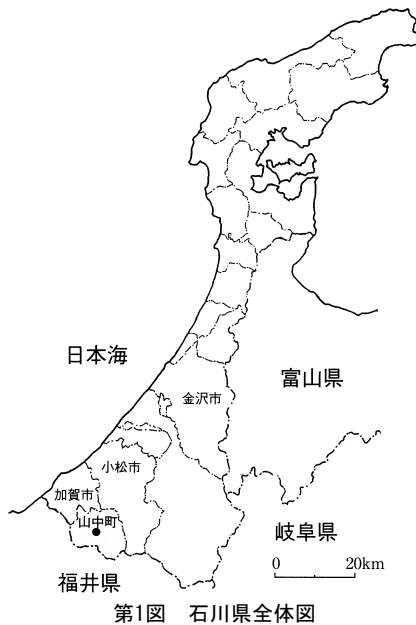 日本海
富山県
金沢市
小松市
加賀市
山中町
岐阜県
0 20km
福井県
第1図 石川県全体図